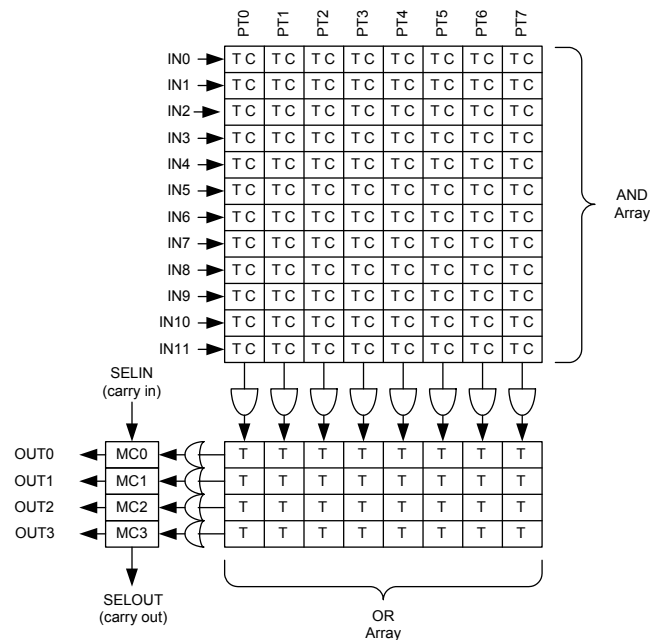 PT0 PT1 PT2 PT3 PT4 PT5 PT6 PT7
IN0 T C T C T C T C T C T C T C T C
IN1 T C T C T C T C T C T C T C T C
IN2 T C T C T C T C T C T C T C T C
IN3 T C T C T C T C T C T C T C T C
IN4 T C T C T C T C T C T C T C T C
IN5 T C T C T C T C T C T C T C T C
IN6 T C T C T C T C T C T C T C T C
IN7 T C T C T C T C T C T C T C T C
IN8 T C T C T C T C T C T C T C T C
IN9 T C T C T C T C T C T C T C T C
IN10 T C T C T C T C T C T C T C T C
IN11 T C T C T C T C T C T C T C T C
AND
Array
SELIN
(carry in)
OUT0 MC0 T T T T T T T T
OUT1 MC1 T T T T T T T T
OUT2 MC2 T T T T T T T T
OUT3 MC3 T T T T T T T T
SELOUT
(carry out)
OR
Array